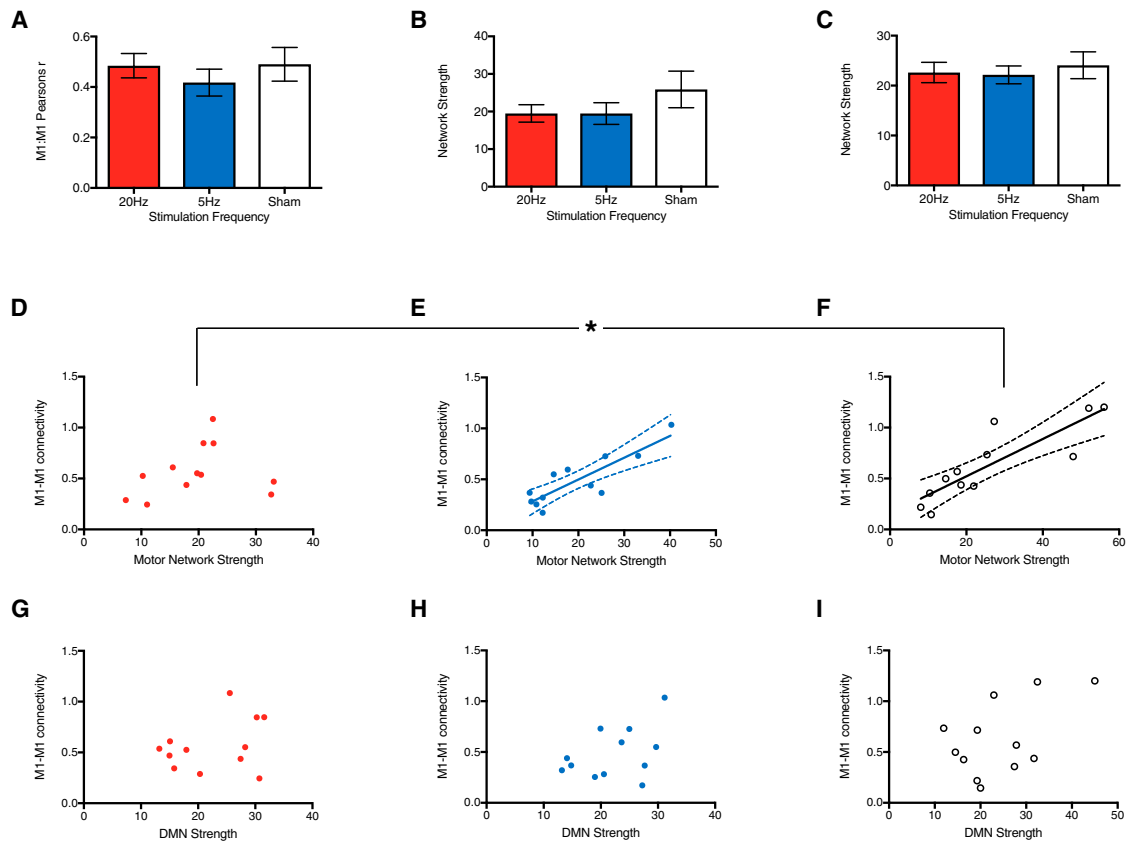 A
M1:M1 Pearsons r
0.6
0.4
0.2
0.0
20Hz 5Hz Sham
Stimulation Frequency
B
Network Strength
40
30
20
10
0
20Hz 5Hz Sham
Stimulation Frequency
C
Network Strength
30
20
10
0
20Hz 5Hz Sham
Stimulation Frequency
*
D
M1-M1 connectivity
1.5
1.0
0.5
0.0
0 10 20 30 40
Motor Network Strength
E
M1-M1 connectivity
1.5
1.0
0.5
0.0
0 10 20 30 40 50
Motor Network Strength
F
M1-M1 connectivity
1.5
1.0
0.5
0.0
0 20 40 60
Motor Network Strength
G
M1-M1 connectivity
1.5
1.0
0.5
0.0
0 10 20 30 40
DMN Strength
H
M1-M1 connectivity
1.5
1.0
0.5
0.0
0 10 20 30 40
DMN Strength
I
M1-M1 connectivity
1.5
1.0
0.5
0.0
0 10 20 30 40 50
DMN Strength